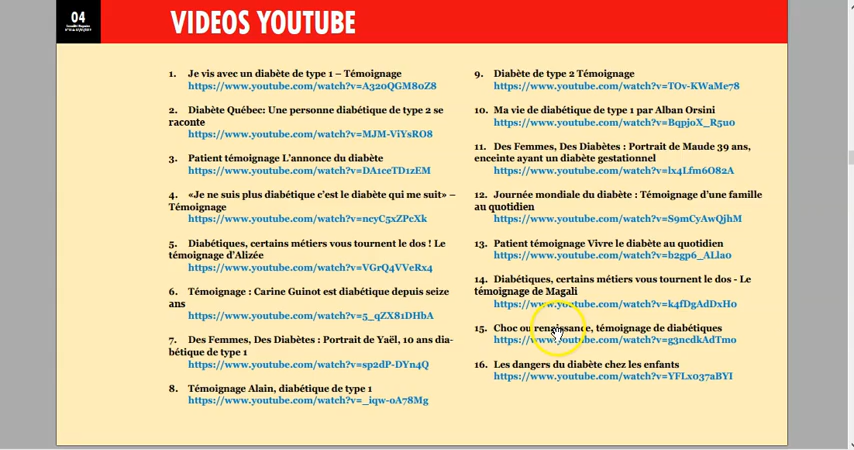 04
VIDEOS YOUTUBE
1. Je vis avec un diabète de type 1 – Témoignage
https://www.youtube.com/watch?v=A320QGM80Z8
2. Diabète Québec: Une personne diabétique de type 2 se
raconte
https://www.youtube.com/watch?v=MJM-ViYsRO8
3. Patient témoignage L'annonce du diabète
https://www.youtube.com/watch?v=DA1ceTD1zEM
4. «Je ne suis plus diabétique c'est le diabète qui me suit» –
Témoignage
https://www.youtube.com/watch?v=ncyC5xZPcXk
5. Diabétiques, certains métiers vous tournent le dos ! Le
témoignage d'Alizée
https://www.youtube.com/watch?v=VGrQ4VVeRx4
6. Témoignage : Carine Guinot est diabétique depuis seize
ans
https://www.youtube.com/watch?v=5_qZX81DHbA
7. Des Femmes, Des Diabètes : Portrait de Yaël, 10 ans dia-
bétique de type 1
https://www.youtube.com/watch?v=sp2dP-DYn4Q
8. Témoignage Alain, diabétique de type 1
https://www.youtube.com/watch?v=_iqw-oA78Mg
9. Diabète de type 2 Témoignage
https://www.youtube.com/watch?v=TOv-KWaMe78
10. Ma vie de diabétique de type 1 par Alban Orsini
https://www.youtube.com/watch?v=BqpjoX_R5u0
11. Des Femmes, Des Diabètes : Portrait de Maude 39 ans,
enceinte ayant un diabète gestationnel
https://www.youtube.com/watch?v=lx4Lfm6O82A
12. Journée mondiale du diabète : Témoignage d'une famille
au quotidien
https://www.youtube.com/watch?v=S9mCyAwQjhM
13. Patient témoignage Vivre le diabète au quotidien
https://www.youtube.com/watch?v=b2gp6_ALlao
14. Diabétiques, certains métiers vous tournent le dos - Le
témoignage de Magali
https://www.youtube.com/watch?v=k4fDgAdDxHo
15. Choc ou renaissance, témoignage de diabétiques
https://www.youtube.com/watch?v=g3ncdkAdTmo
16. Les dangers du diabète chez les enfants
https://www.youtube.com/watch?v=YFLx037aBYI